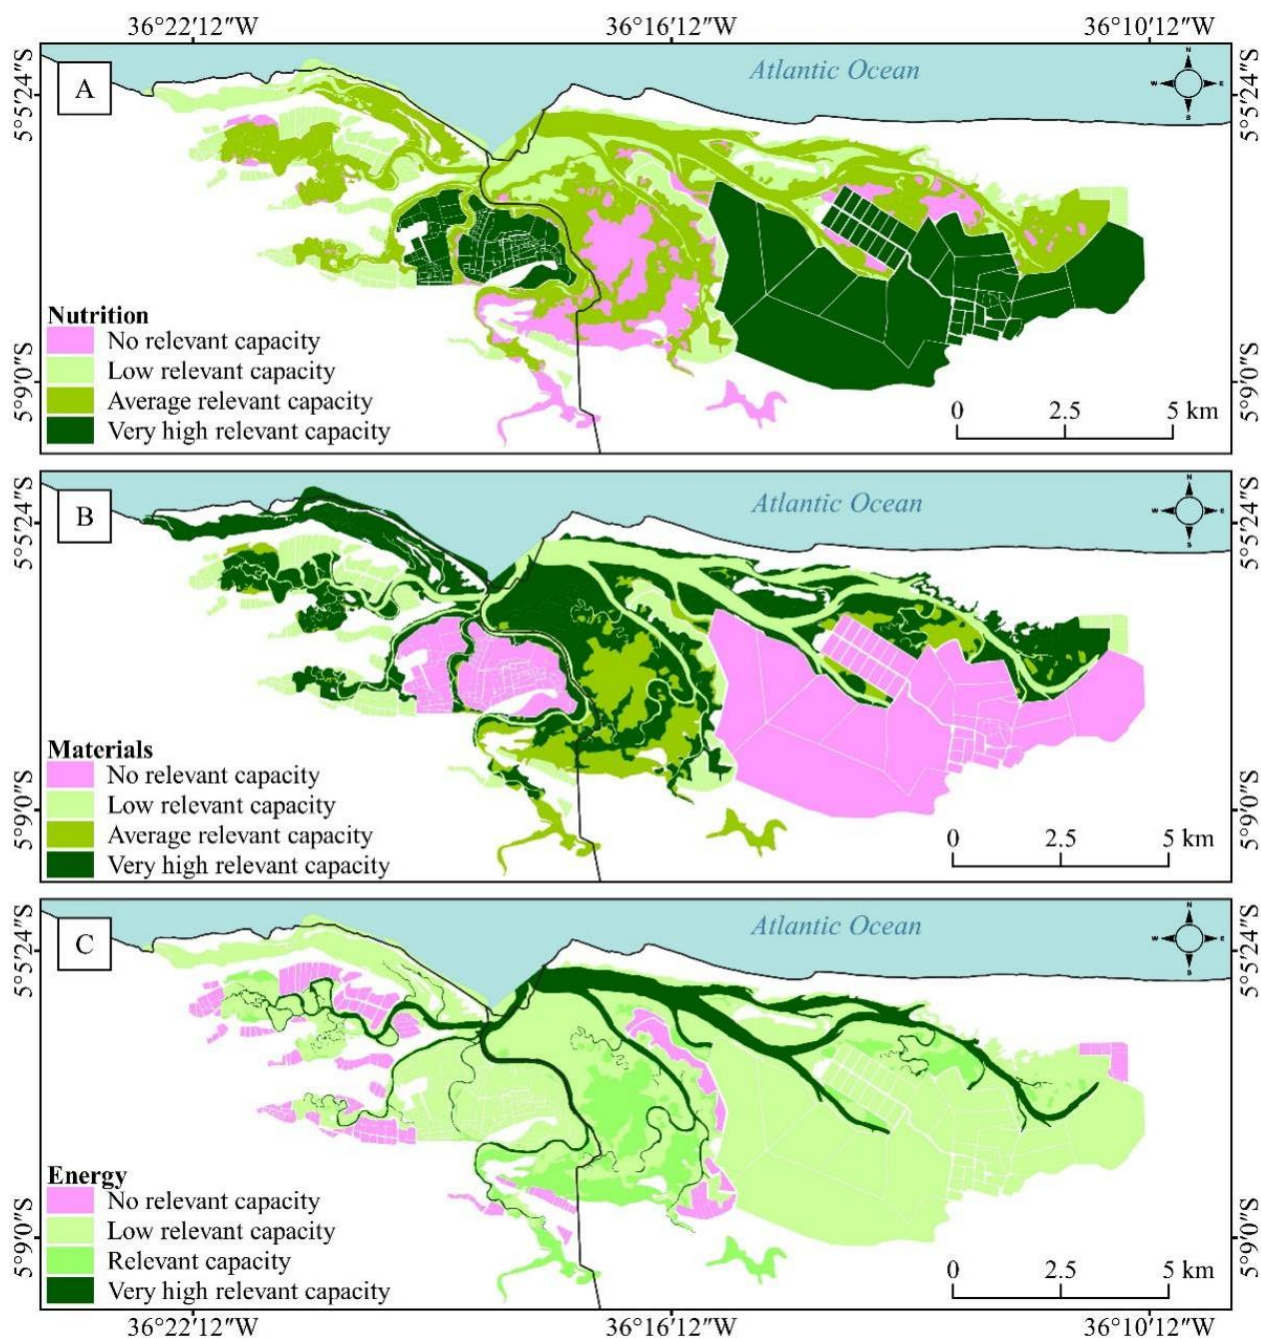 36°22'12"W 36°16'12"W 36°10'12"W
A
Atlantic Ocean
N
W E
S
5°5'24"S 5°5'24"S
Nutrition
No relevant capacity
Low relevant capacity
Average relevant capacity
Very high relevant capacity
0 2.5 5 km
5°9'0"S 5°9'0"S
B
Atlantic Ocean
N
W E
S
5°5'24"S 5°5'24"S
Materials
No relevant capacity
Low relevant capacity
Average relevant capacity
Very high relevant capacity
0 2.5 5 km
5°9'0"S 5°9'0"S
C
Atlantic Ocean
N
W E
S
5°5'24"S 5°5'24"S
Energy
No relevant capacity
Low relevant capacity
Relevant capacity
Very high relevant capacity
0 2.5 5 km
5°9'0"S 5°9'0"S
36°22'12"W 36°16'12"W 36°10'12"W